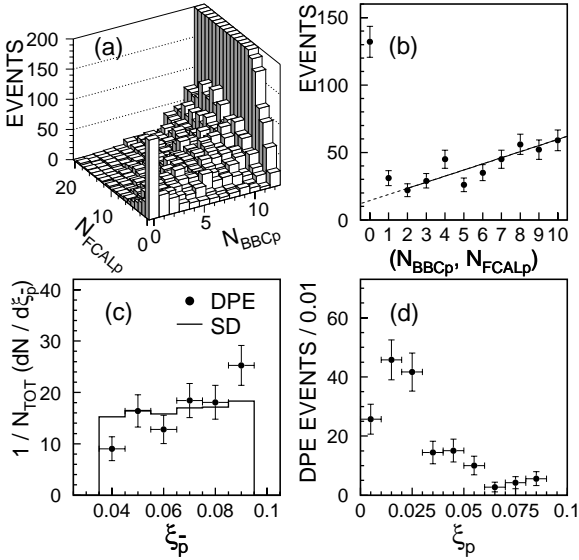 (a)
EVENTS
200
150
100
50
0
20
10
0
0
5
10
N_FCALp
N_BBCp
(b)
EVENTS
150
100
50
0
0 1 2 3 4 5 6 7 8 9 10
(N_BBCp, N_FCALp)
(c)
DPE
SD
1 / N_TOT (dN / dξ_p̄)
40
30
20
10
0
0.04 0.06 0.08 0.1
ξ_p̄
(d)
DPE EVENTS / 0.01
60
40
20
0
0 0.025 0.05 0.075 0.1
ξ_p